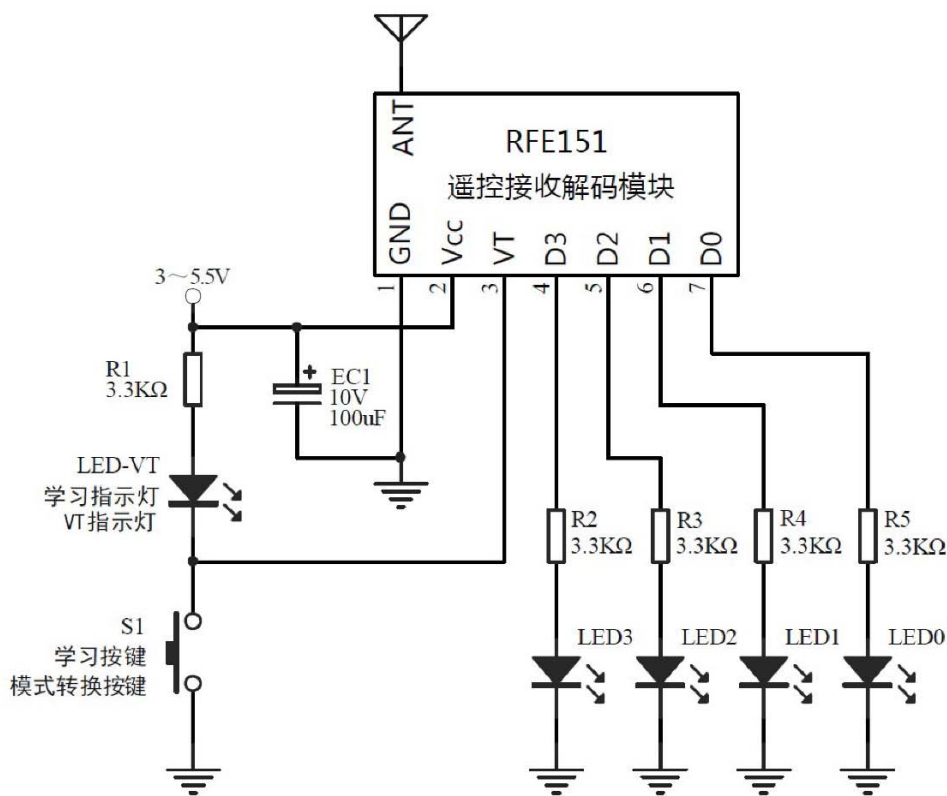 ANT
RFE151
遥控接收解码模块
GND
Vcc
VT
D3
D2
D1
D0
1
2
3
4
5
6
7
3～5.5V
R1
3.3KΩ
EC1
10V
100uF
LED-VT
学习指示灯
VT指示灯
R2
3.3KΩ
R3
3.3KΩ
R4
3.3KΩ
R5
3.3KΩ
S1
学习按键
模式转换按键
LED3
LED2
LED1
LED0